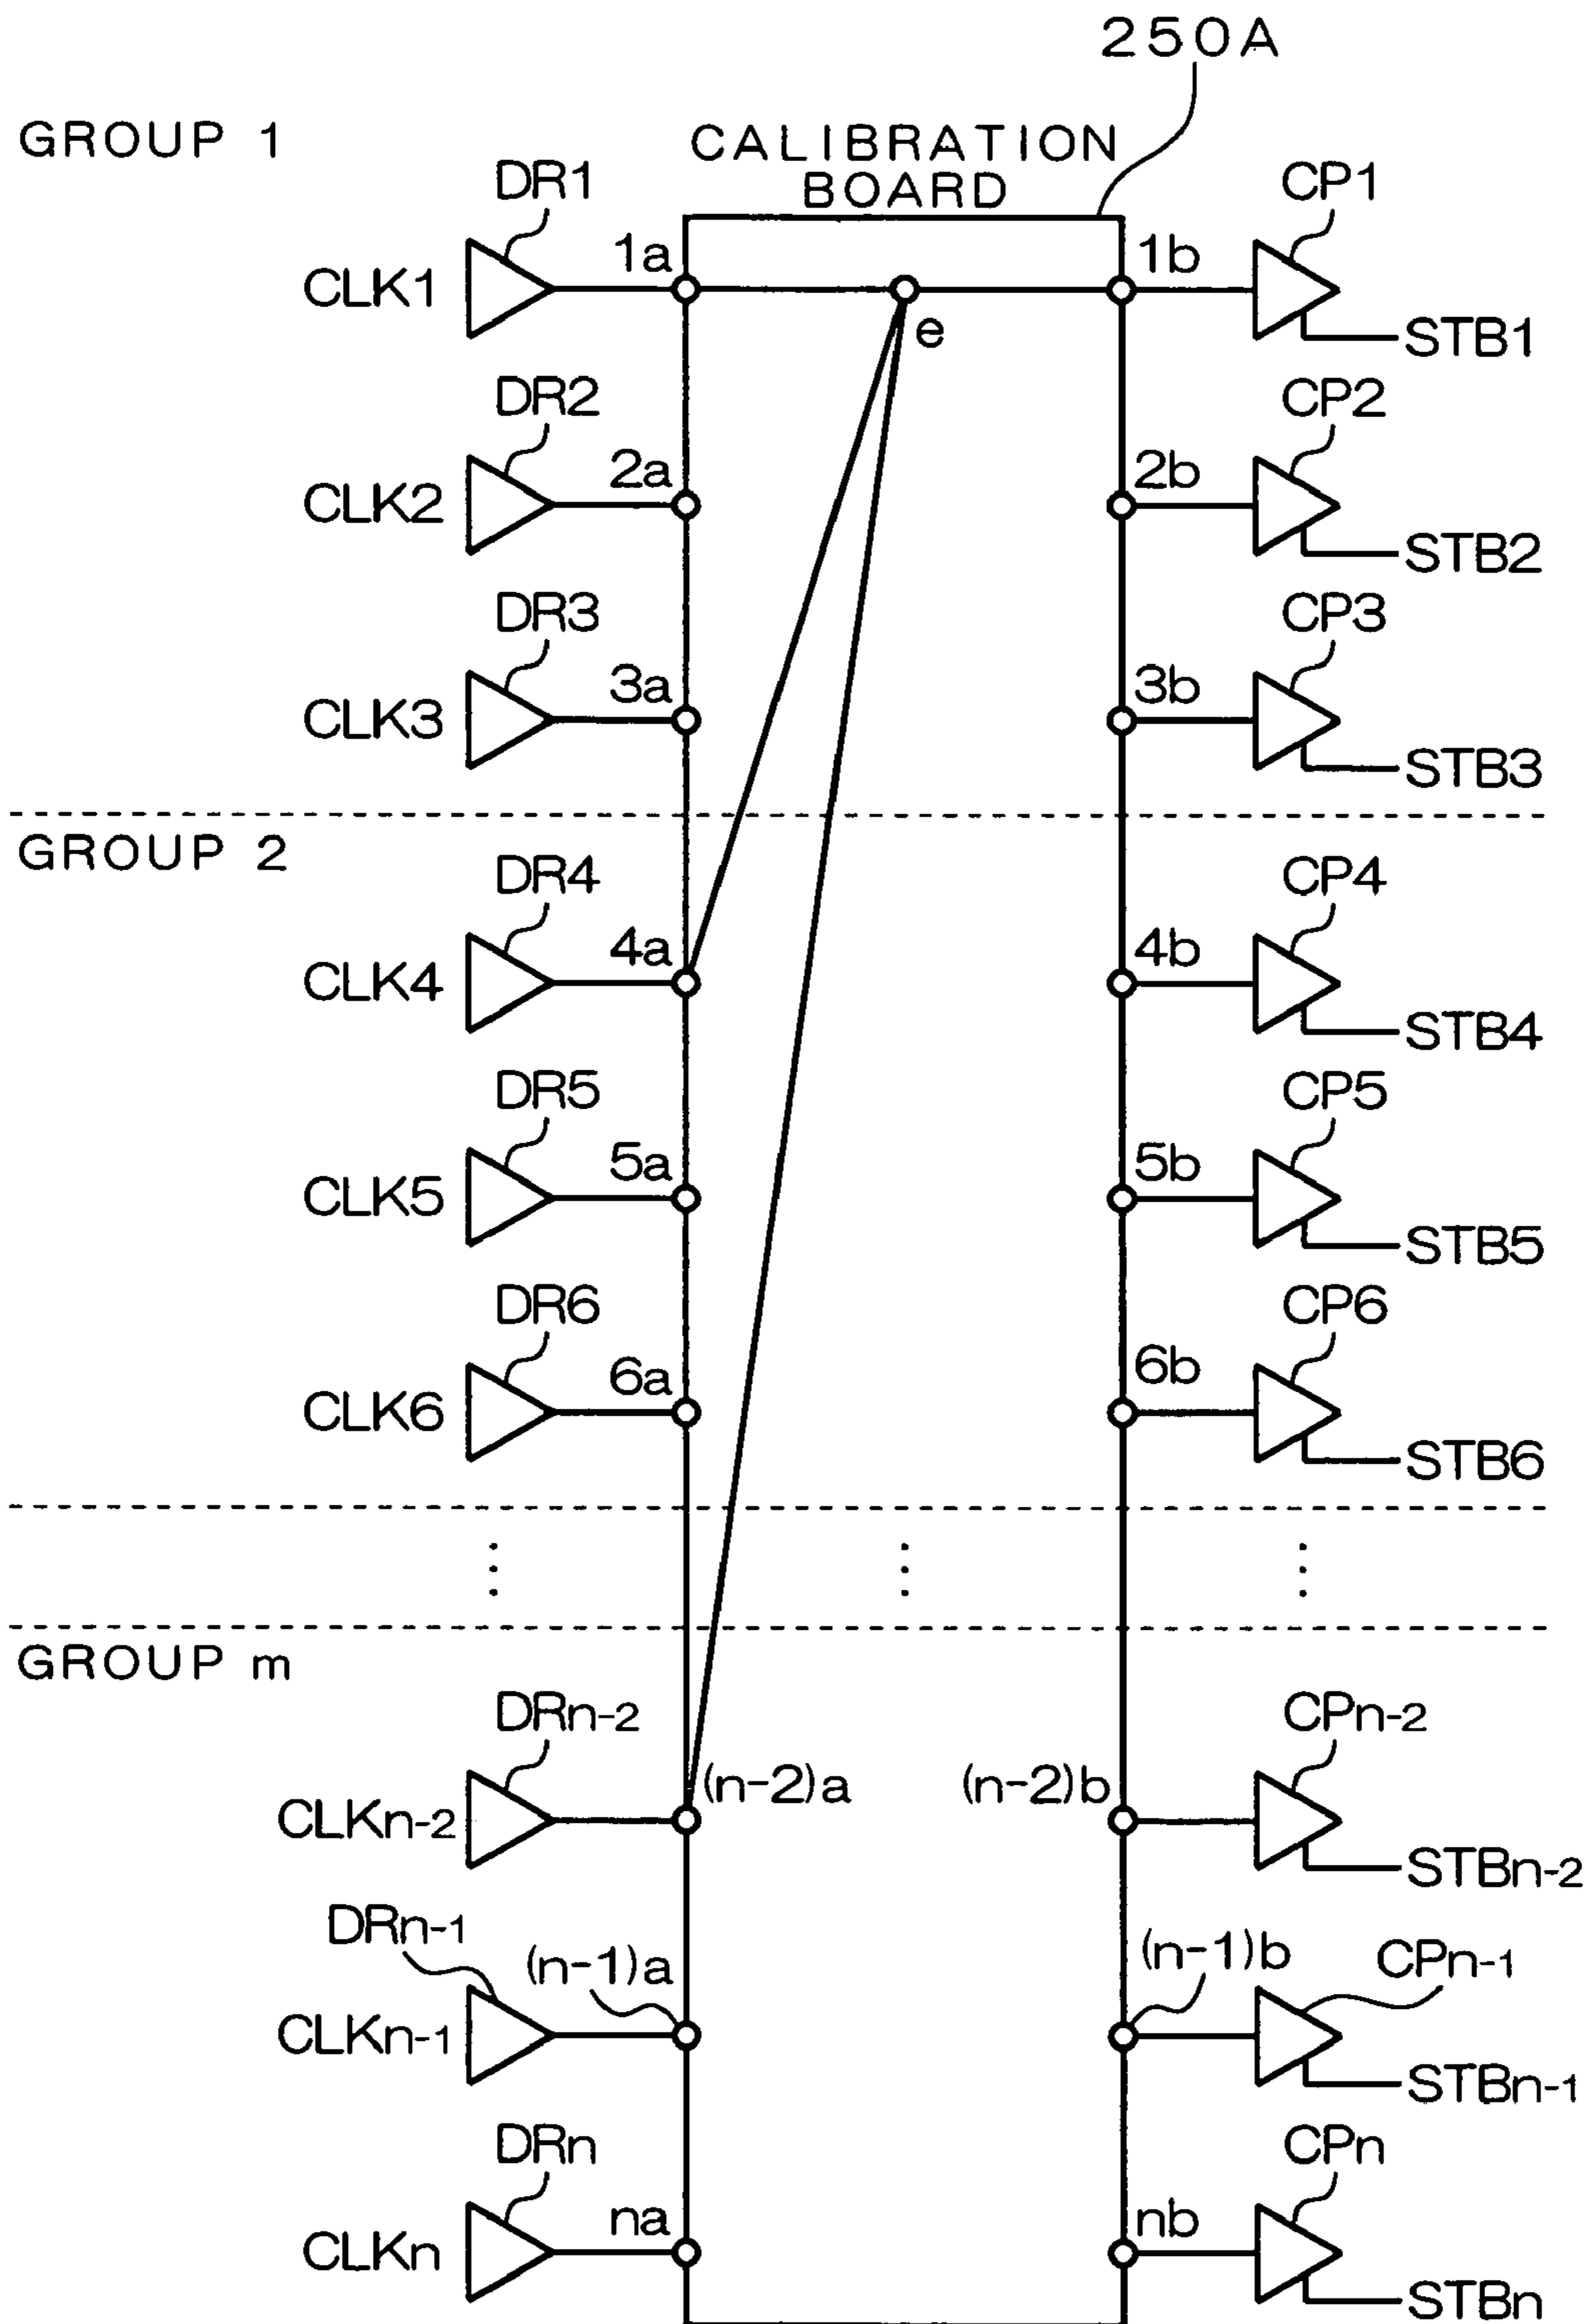 250A
GROUP 1
CALIBRATION
BOARD
DR1
CP1
1a
1b
CLK1
e
STB1
DR2
CP2
2a
2b
CLK2
STB2
DR3
CP3
3a
3b
CLK3
STB3
GROUP 2
DR4
CP4
4a
4b
CLK4
STB4
DR5
CP5
5a
5b
CLK5
STB5
DR6
CP6
6a
6b
CLK6
STB6
GROUP m
DRn-2
CPn-2
(n-2)a
(n-2)b
CLKn-2
STBn-2
DRn-1
(n-1)a
(n-1)b
CPn-1
CLKn-1
STBn-1
DRn
CPn
na
nb
CLKn
STBn